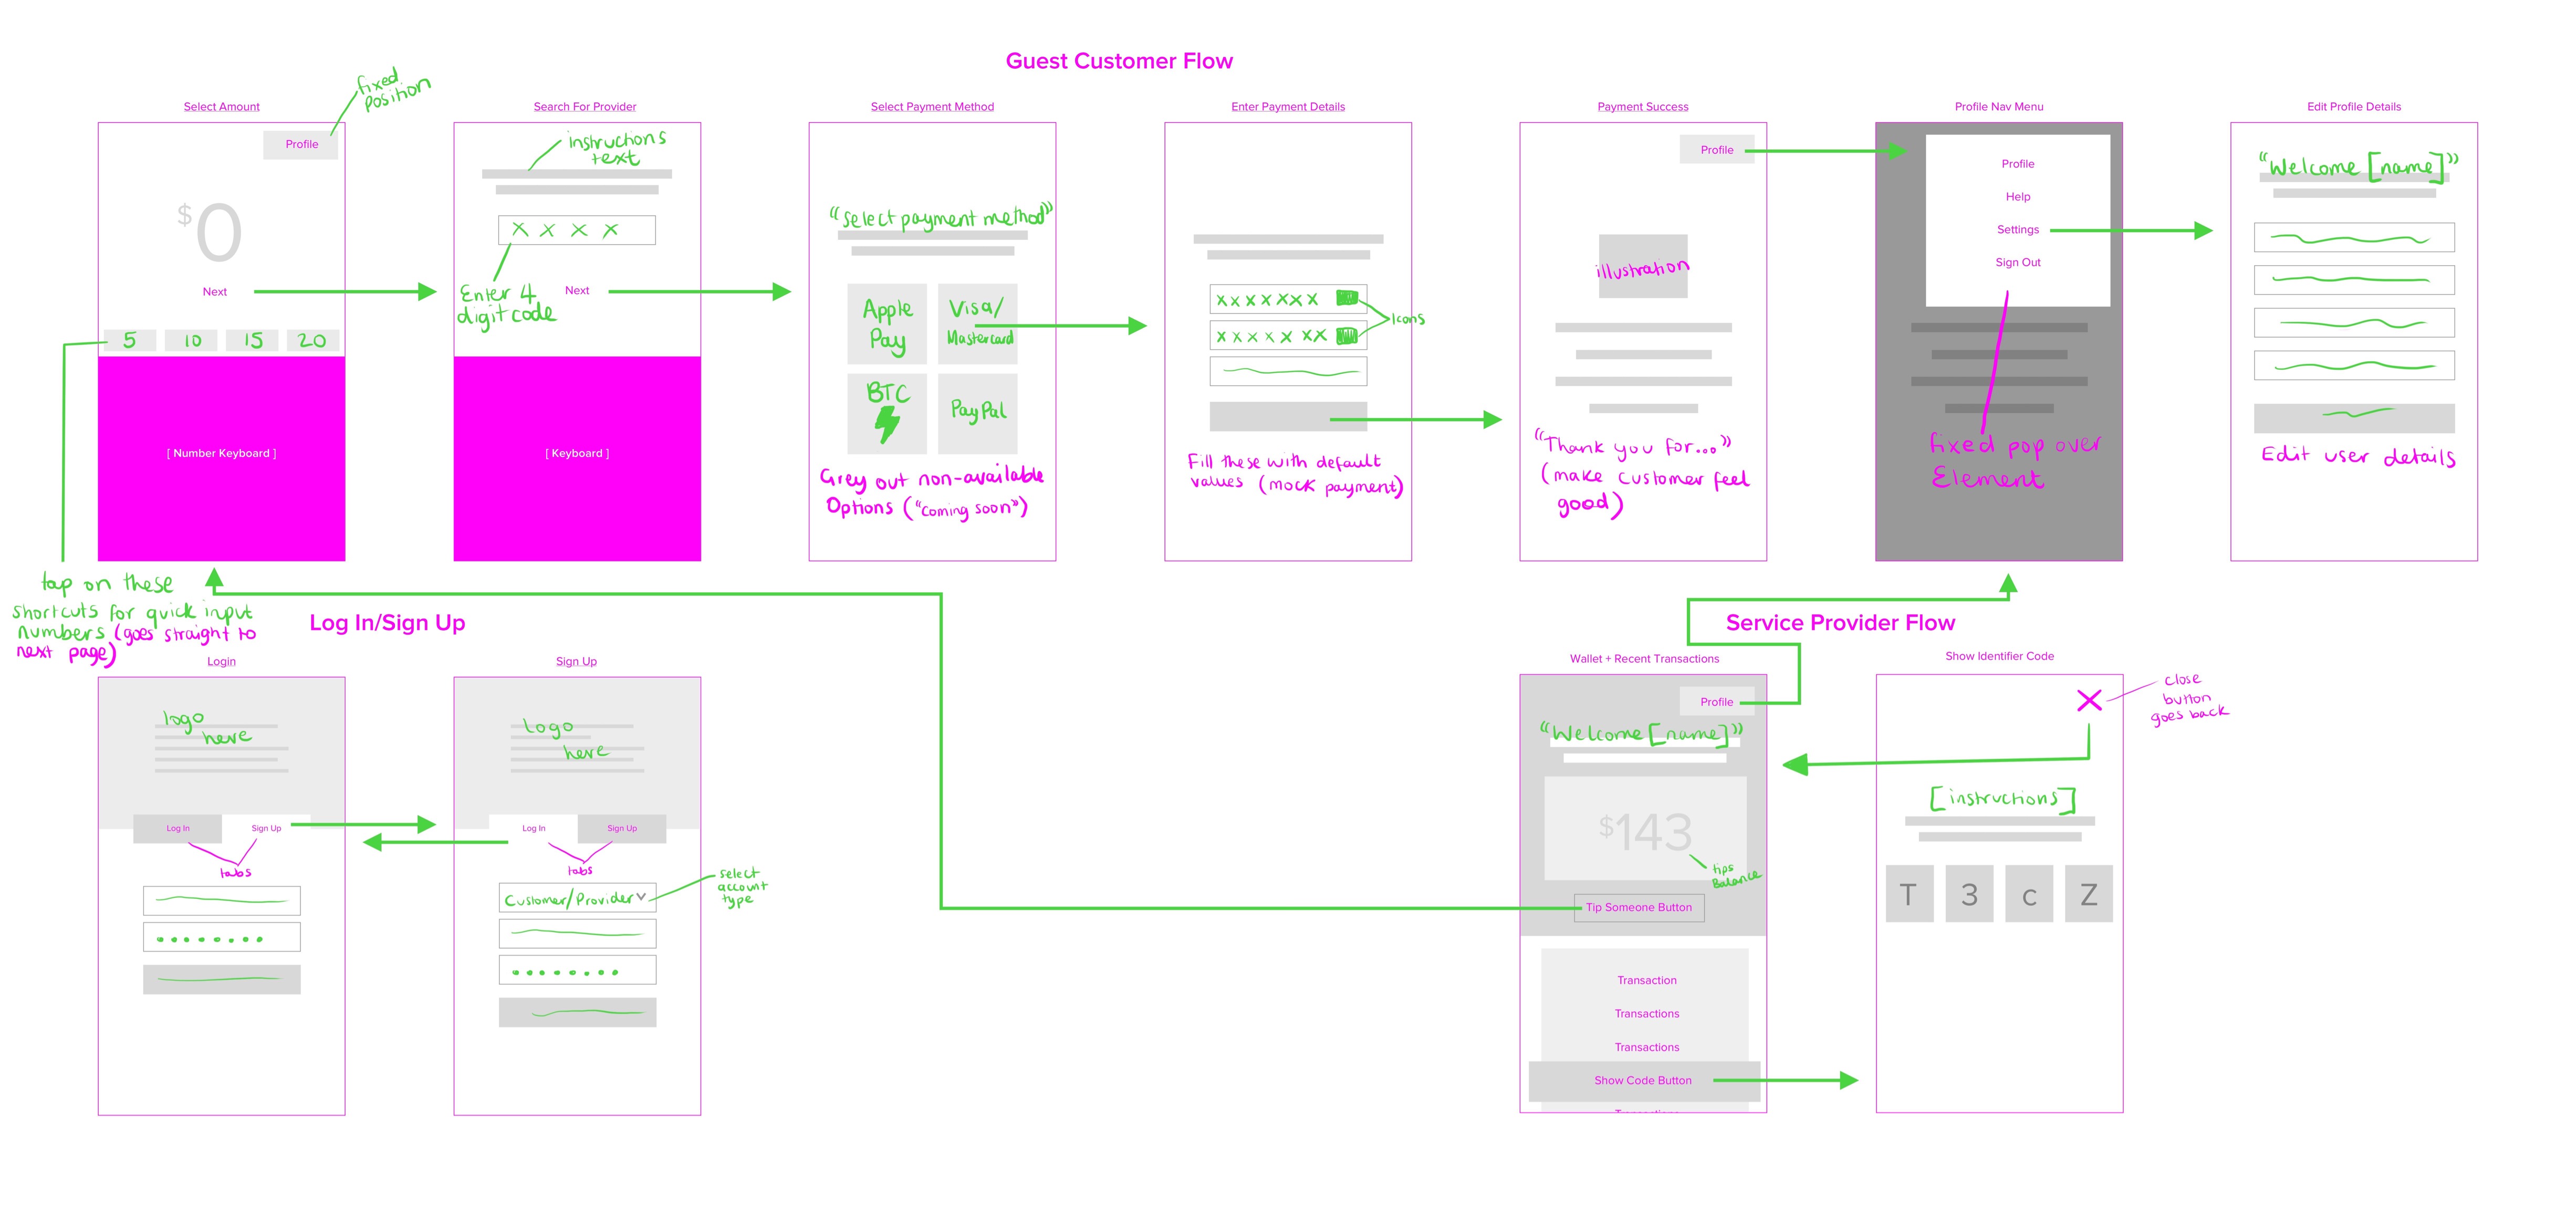 Guest Customer Flow
Select Amount
fixed
position
Profile
$0
Next
5 10 15 20
[ Number Keyboard ]
tap on these
shortcuts for quick input
numbers (goes straight to
next page)
Search For Provider
instructions
text
X X X X
Enter 4
digit code
Next
[ Keyboard ]
Select Payment Method
“Select payment method”
Apple
Pay
Visa/
Mastercard
BTC
PayPal
Grey out non-available
Options (“coming soon”)
Enter Payment Details
x x x x x x x
x x x x x x x
Icons
Fill these with default
values (mock payment)
Payment Success
Profile
illustration
“Thank you for...”
(make customer feel
good)
Profile Nav Menu
Profile
Help
Settings
Sign Out
fixed pop over
Element
Edit Profile Details
“Welcome [name]”
Edit user details
Log In/Sign Up
Login
logo
here
Log In
Sign Up
tabs
Sign Up
logo
here
Log In
Sign Up
tabs
Customer/Provider
select
account
type
Service Provider Flow
Wallet + Recent Transactions
Profile
“Welcome [name]”
$143
tips
Balance
Tip Someone Button
Transaction
Transactions
Transactions
Show Code Button
Transactions
Show Identifier Code
X
close
button
goes back
[instructions]
T 3 c Z